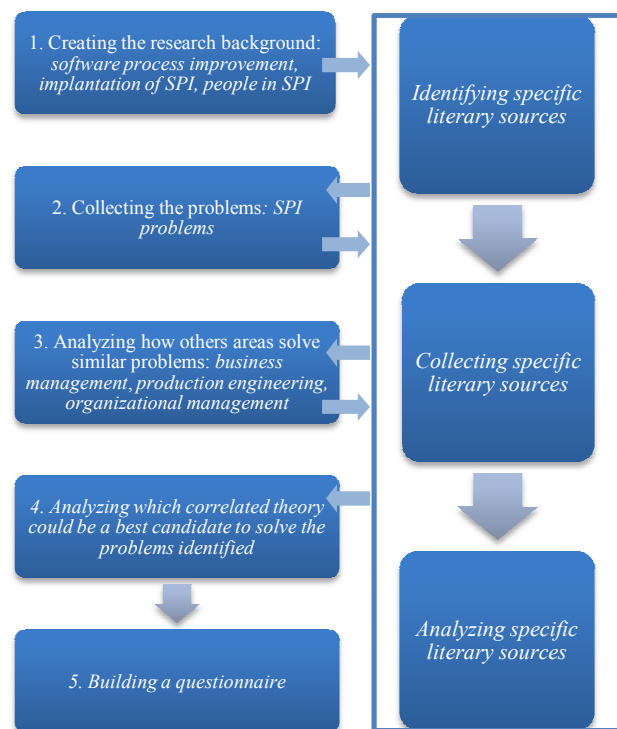 1. Creating the research background:
software process improvement,
implantation of SPI, people in SPI
2. Collecting the problems: SPI
problems
3. Analyzing how others areas solve
similar problems: business
management, production engineering,
organizational management
4. Analyzing which correlated theory
could be a best candidate to solve the
problems identified
5. Building a questionnaire
Identifying specific
literary sources
Collecting specific
literary sources
Analyzing specific
literary sources